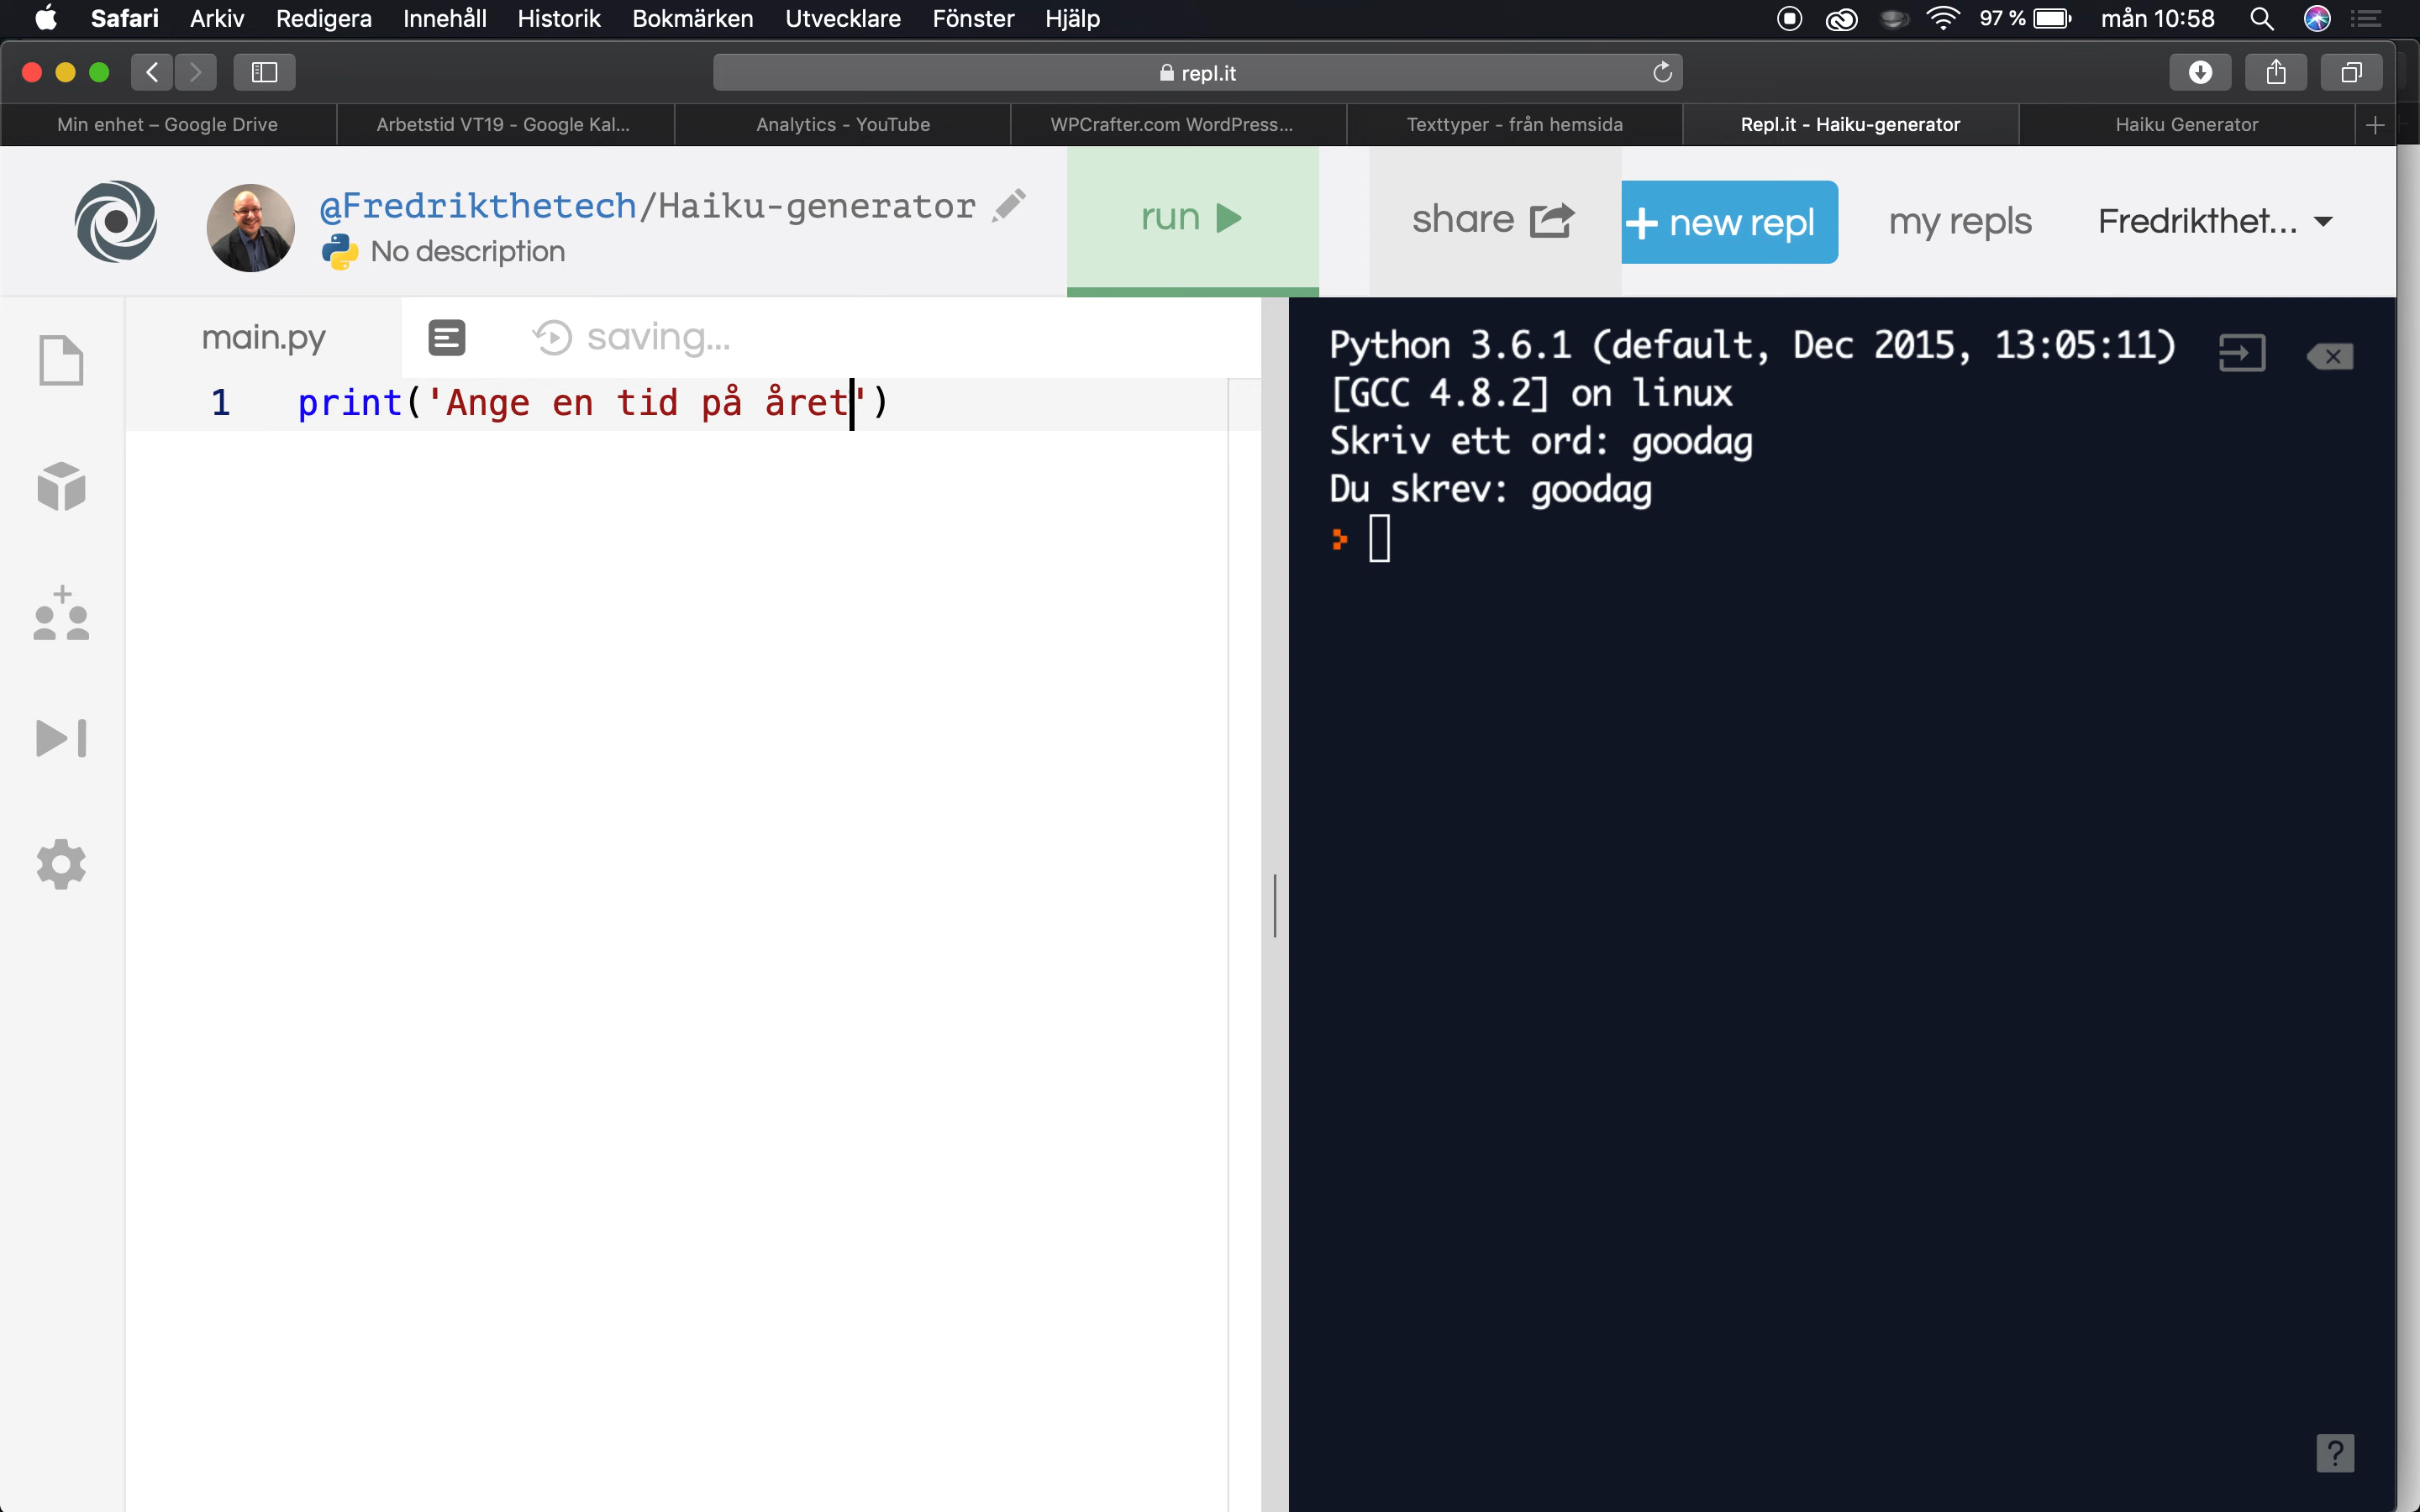 Safari Arkiv Redigera Innehåll Historik Bokmärken Utvecklare Fönster Hjälp 97 % mån 10:58
repl.it
Min enhet – Google Drive Arbetstid VT19 - Google Kal... Analytics - YouTube WPCrafter.com WordPress... Texttyper - från hemsida Repl.it - Haiku-generator Haiku Generator
@Fredrikthetech/Haiku-generator
No description
run
share
+ new repl
my repls
Fredrikthet...
main.py
saving...
1 print('Ange en tid på året')
Python 3.6.1 (default, Dec 2015, 13:05:11)
[GCC 4.8.2] on linux
Skriv ett ord: goodag
Du skrev: goodag
?